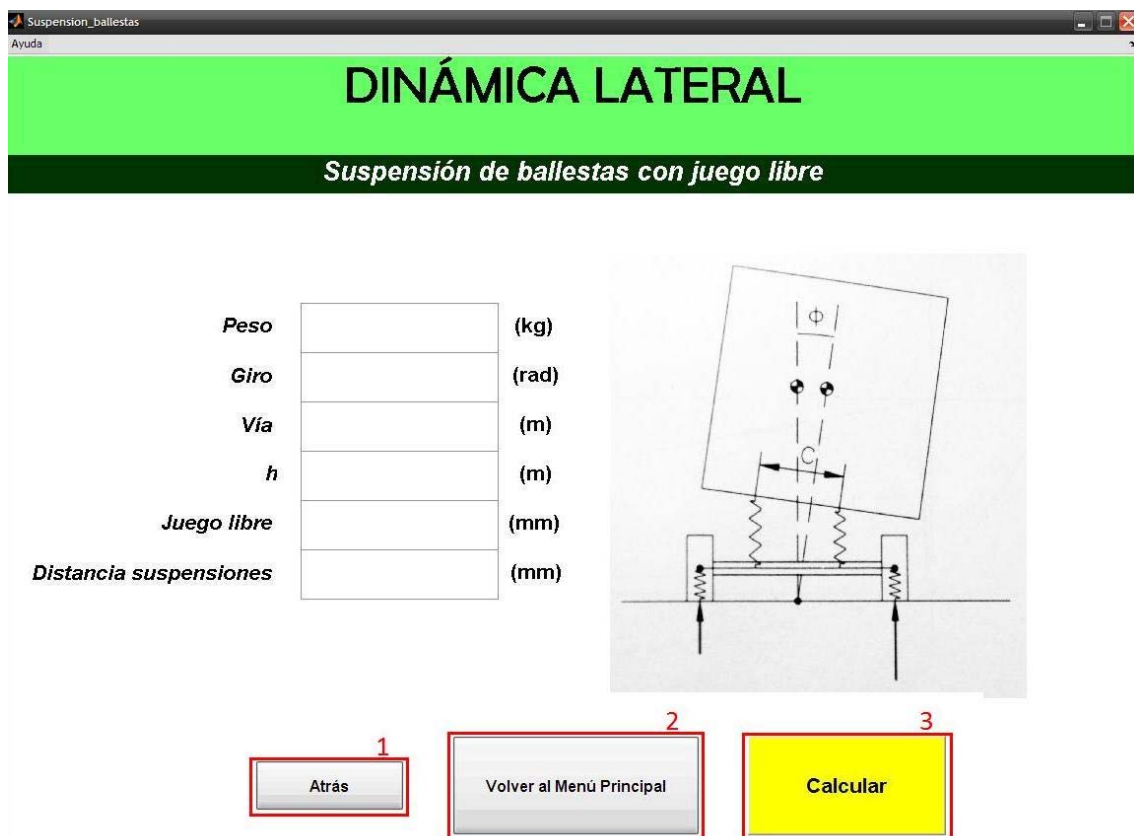 Suspension_ballestas
Ayuda
DINÁMICA LATERAL
Suspensión de ballestas con juego libre
Peso (kg)
Giro (rad)
Vía (m)
h (m)
Juego libre (mm)
Distancia suspensiones (mm)
Φ
C
1
2
3
Atrás
Volver al Menú Principal
Calcular